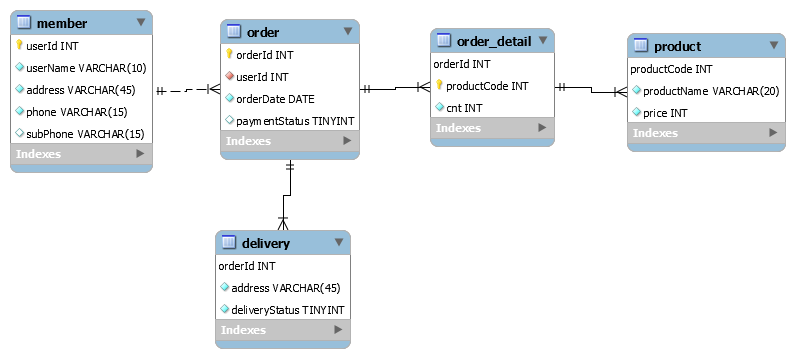 member
userId INT
userName VARCHAR(10)
address VARCHAR(45)
phone VARCHAR(15)
subPhone VARCHAR(15)
Indexes
order
orderId INT
userId INT
orderDate DATE
paymentStatus TINYINT
Indexes
order_detail
orderId INT
productCode INT
cnt INT
Indexes
product
productCode INT
productName VARCHAR(20)
price INT
Indexes
delivery
orderId INT
address VARCHAR(45)
deliveryStatus TINYINT
Indexes